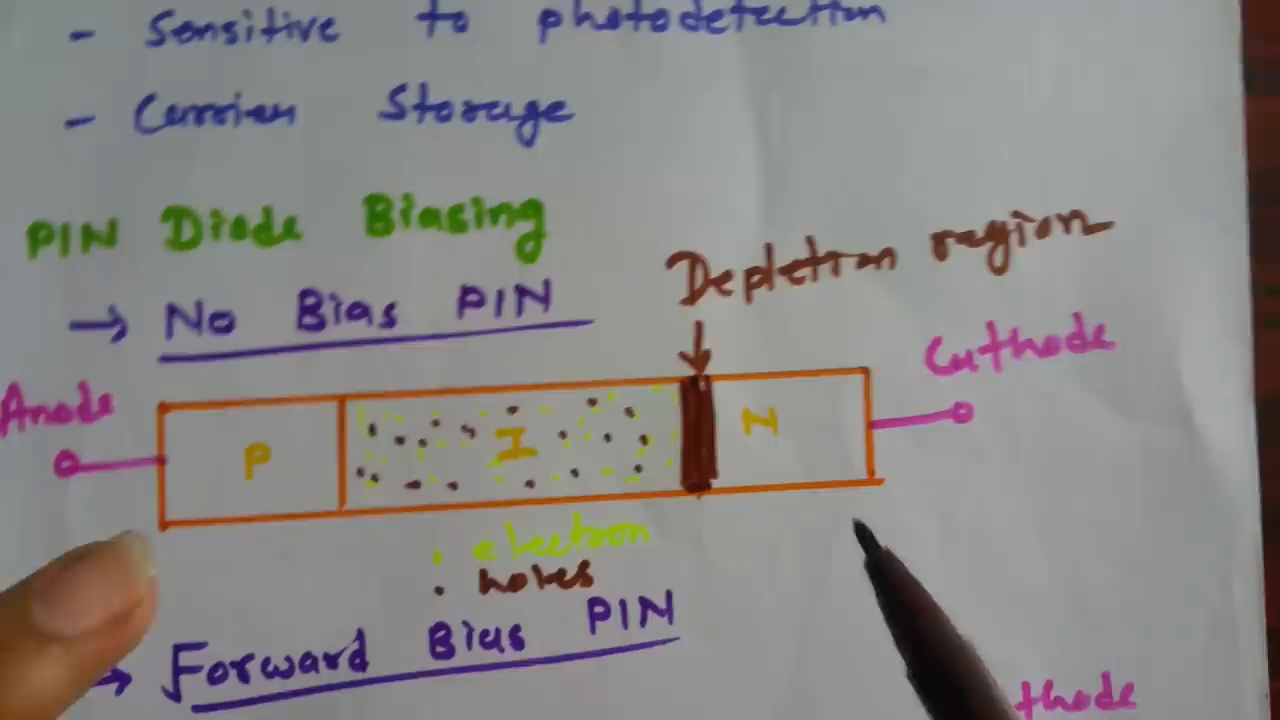 - Sensitive to photodetection
- Carrier Storage
PIN Diode Biasing
→ No Bias PIN
Depletion region
Anode
Cathode
P
I
N
: electron
. holes
→ Forward Bias PIN
thode